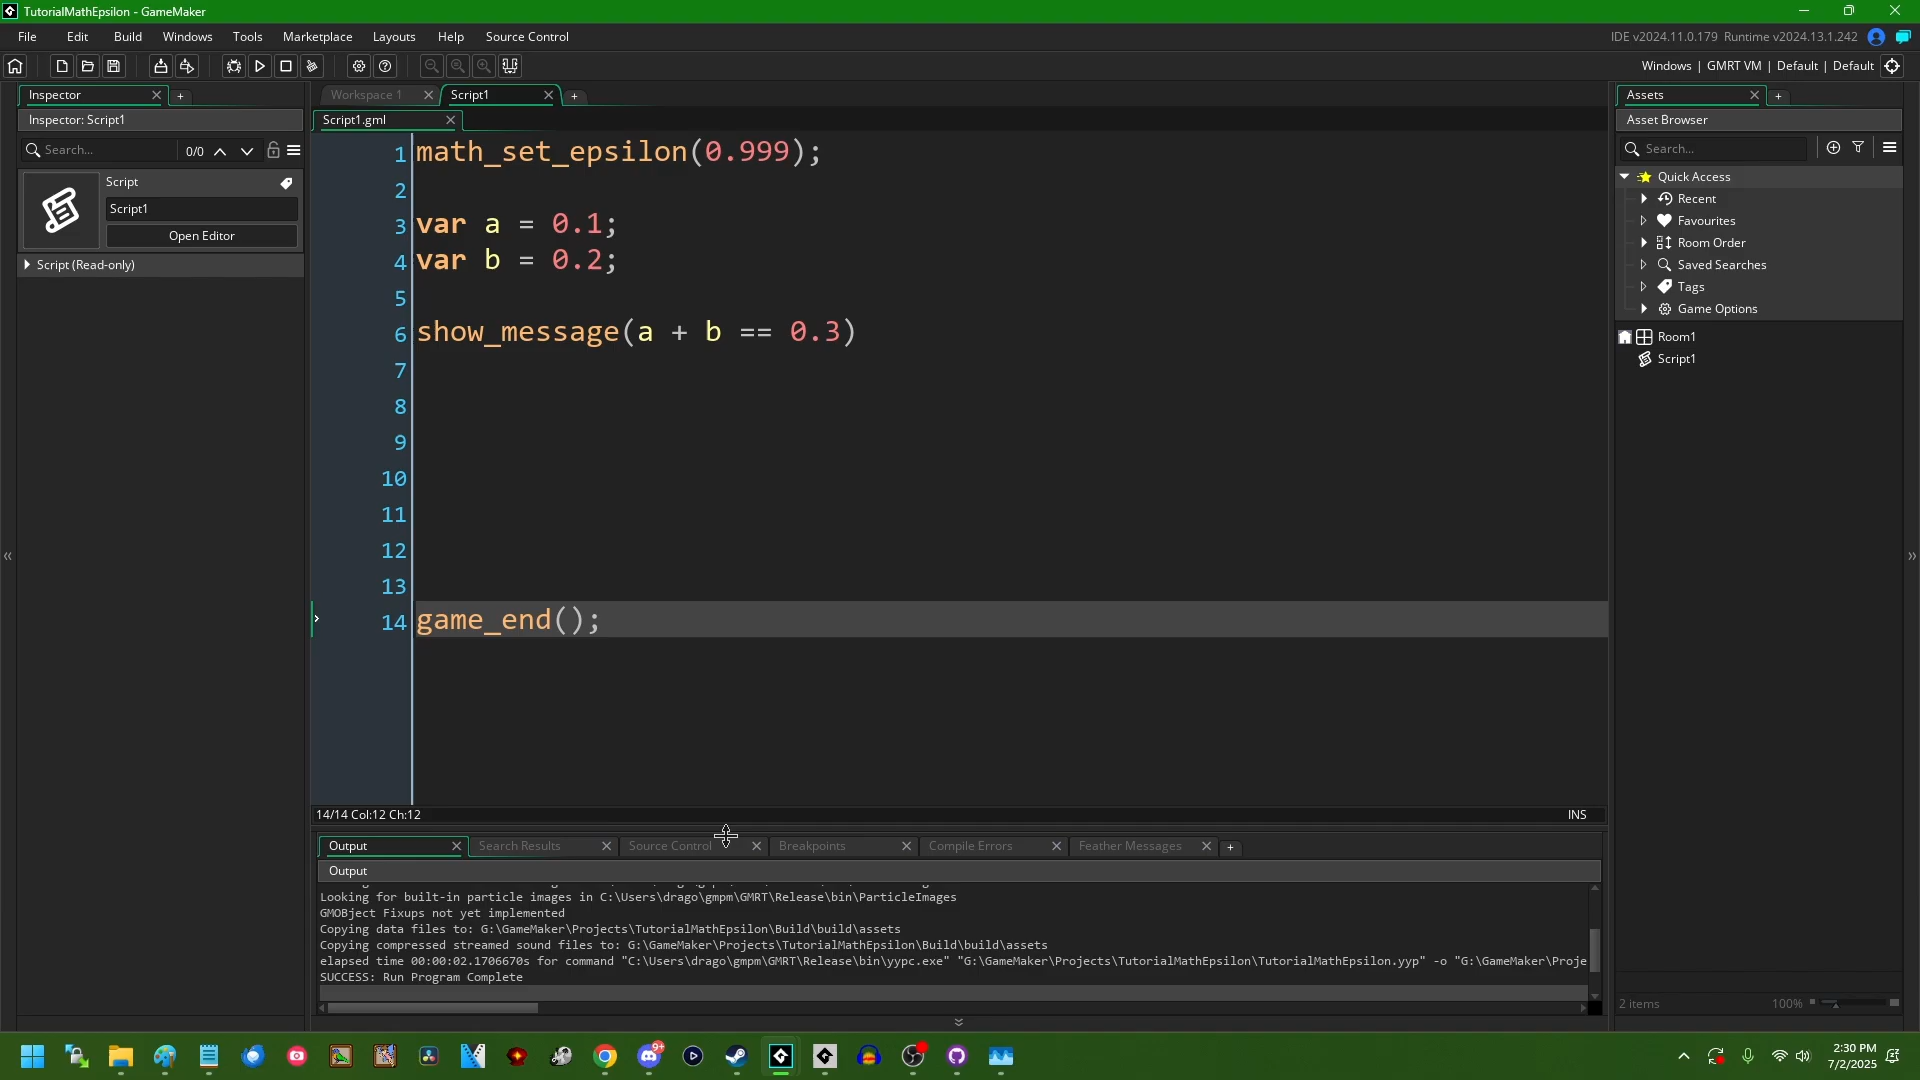 TutorialMathEpsilon - GameMaker
File Edit Build Windows Tools Marketplace Layouts Help Source Control
IDE v2024.11.0.179 Runtime v2024.13.1.242
Windows | GMRT VM | Default | Default
Inspector
Inspector: Script1
Search...
0/0
Script
Script1
Open Editor
Script (Read-only)
Workspace 1
Script1
Script1.gml
1 math_set_epsilon(0.999);
2
3 var a = 0.1;
4 var b = 0.2;
5
6 show_message(a + b == 0.3)
7
8
9
10
11
12
13
14 game_end();
14/14 Col:12 Ch:12
INS
Output Search Results Source Control Breakpoints Compile Errors Feather Messages
Output
Looking for built-in particle images in C:\Users\drago\gmpm\GMRT\Release\bin\ParticleImages
GMObject Fixups not yet implemented
Copying data files to: G:\GameMaker\Projects\TutorialMathEpsilon\Build\build\assets
Copying compressed streamed sound files to: G:\GameMaker\Projects\TutorialMathEpsilon\Build\build\assets
elapsed time 00:00:02.1706670s for command "C:\Users\drago\gmpm\GMRT\Release\bin\yypc.exe" "G:\GameMaker\Projects\TutorialMathEpsilon\TutorialMathEpsilon.yyp" -o "G:\GameMaker\Proje
SUCCESS: Run Program Complete
Assets
Asset Browser
Search...
Quick Access
Recent
Favourites
Room Order
Saved Searches
Tags
Game Options
Room1
Script1
2 items
100%
9+
2:30 PM
7/2/2025